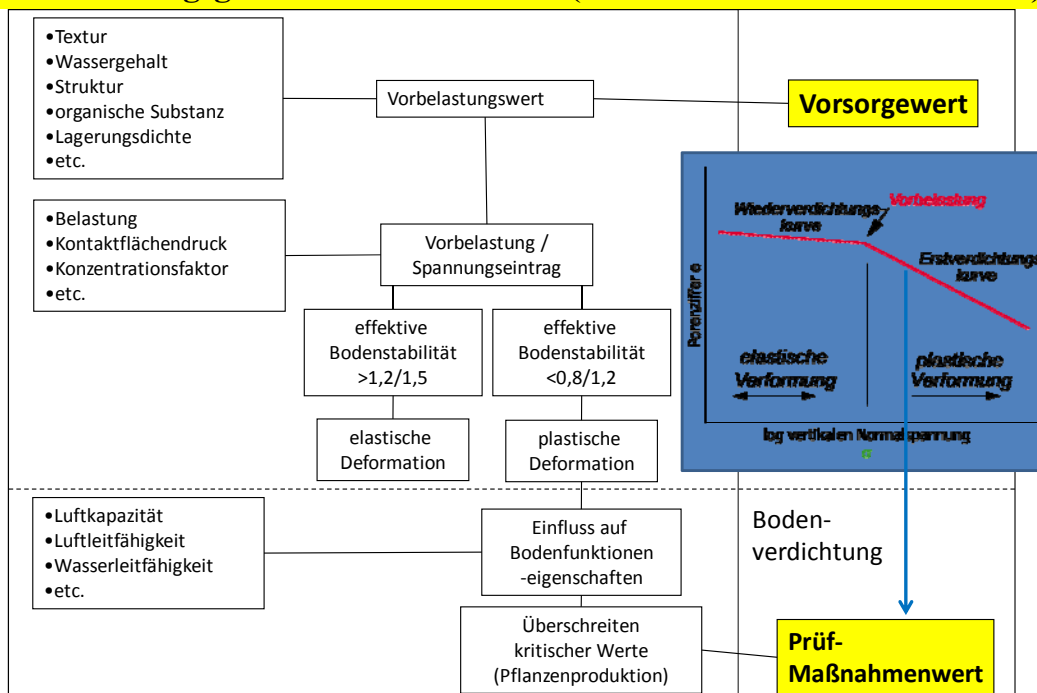 •Textur
•Wassergehalt
•Struktur
•organische Substanz
•Lagerungsdichte
•etc.
Vorbelastungswert
Vorsorgewert
•Belastung
•Kontaktflächendruck
•Konzentrationsfaktor
•etc.
Vorbelastung /
Spannungseintrag
effektive
Bodenstabilität
>1,2/1,5
effektive
Bodenstabilität
<0,8/1,2
elastische
Deformation
plastische
Deformation
Wiederverdichtungs-
kurve
Vorbelastung
Erstverdichtungs
kurve
Porenziffer e
elastische
Verformung
plastische
Verformung
log vertikalen Normalspannung
•Luftkapazität
•Luftleitfähigkeit
•Wasserleitfähigkeit
•etc.
Einfluss auf
Bodenfunktionen
-eigenschaften
Boden-
verdichtung
Überschreiten
kritischer Werte
(Pflanzenproduktion)
Prüf-
Maßnahmenwert